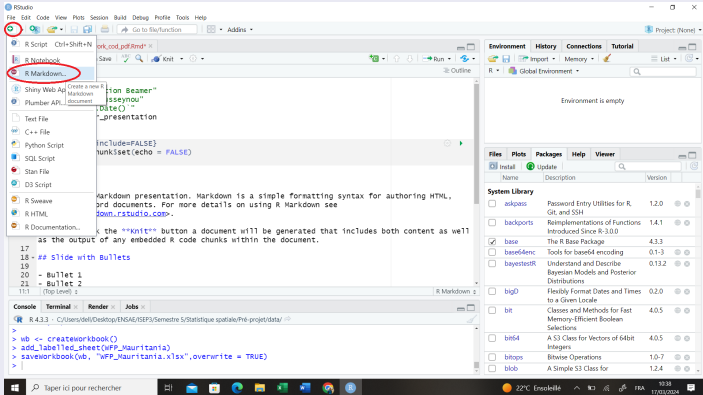 RStudio
File Edit Code View Plots Session Build Debug Profile Tools Help
Go to file/function
Addins
Project: (None)
R Script Ctrl+Shift+N
R Notebook
R Markdown...
Shiny Web Ap
Plumber API...
Text File
C++ File
Python Script
SQL Script
Stan File
D3 Script
R Sweave
R HTML
R Documentation...
Create a new R
Markdown
document
ork_cod_pdf.Rmd*
Save
Knit
Run
Outline
tion Beamer"
sseynou"
.Date()`"
r_presentation
include=FALSE}
hunk$set(echo = FALSE)
Markdown presentation. Markdown is a simple formatting syntax for authoring HTML,
ord documents. For more details on using R Markdown see
down.rstudio.com>.
k the **Knit** button a document will be generated that includes both content as well
as the output of any embedded R code chunks within the document.
17
18 ## Slide with Bullets
19
20 - Bullet 1
21 - Bullet 2
11:1 (Top Level) R Markdown
Console Terminal Render Jobs
R 4.3.3 · C:/Users/dell/Desktop/ENSAE/ISEP3/Semestre 5/Statistique spatiale/Pré-projet/data/
>
> wb <- createWorkbook()
> add_labelled_sheet(WFP_Mauritania)
> saveWorkbook(wb, "WFP_Mauritania.xlsx",overwrite = TRUE)
>
Environment History Connections Tutorial
Import Memory List
R Global Environment
Environment is empty
Files Plots Packages Help Viewer
Install Update
Name Description Version
System Library
askpass Password Entry Utilities for R, Git, and SSH 1.2.0
backports Reimplementations of Functions Introduced Since R-3.0.0 1.4.1
base The R Base Package 4.3.3
base64enc Tools for base64 encoding 0.1-3
bayestestR Understand and Describe Bayesian Models and Posterior Distributions 0.13.2
bigD Flexibly Format Dates and Times to a Given Locale 0.2.0
bit Classes and Methods for Fast Memory-Efficient Boolean Selections 4.0.5
bit64 A S3 Class for Vectors of 64bit Integers 4.0.5
bitops Bitwise Operations 1.0-7
blob A Simple S3 Class for 1.2.4
Taper ici pour rechercher
22°C Ensoleillé
FRA
10:38
17/03/2024